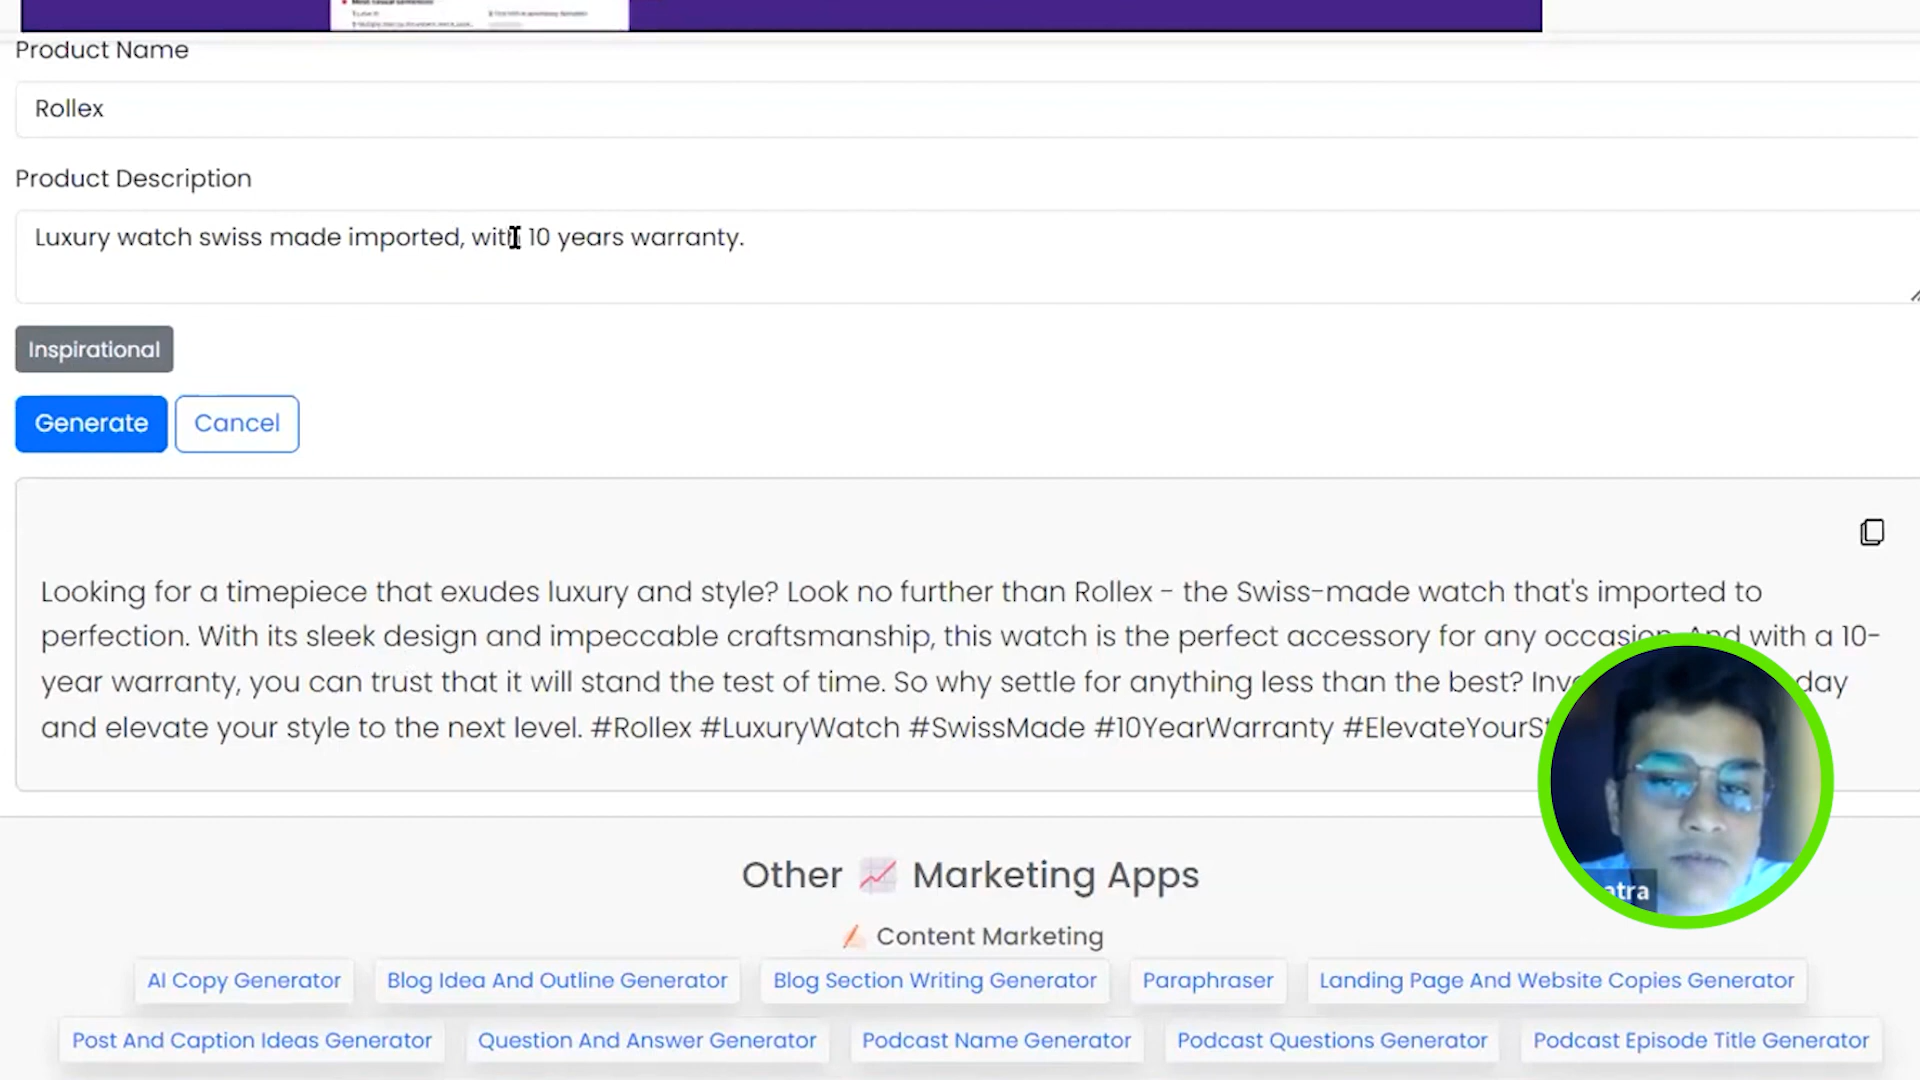 Product Name
Rollex
Product Description
Luxury watch swiss made imported, with 10 years warranty.
Inspirational
Generate Cancel
Looking for a timepiece that exudes luxury and style? Look no further than Rollex - the Swiss-made watch that's imported to
perfection. With its sleek design and impeccable craftsmanship, this watch is the perfect accessory for any occasion. And with a 10-
year warranty, you can trust that it will stand the test of time. So why settle for anything less than the best?
and elevate your style to the next level. #Rollex #LuxuryWatch #SwissMade #10YearWarranty
Other Marketing Apps
Content Marketing
AI Copy Generator Blog Idea And Outline Generator Blog Section Writing Generator Paraphraser Landing Page And Website Copies Generator
Post And Caption Ideas Generator Question And Answer Generator Podcast Name Generator Podcast Questions Generator Podcast Episode Title Generator